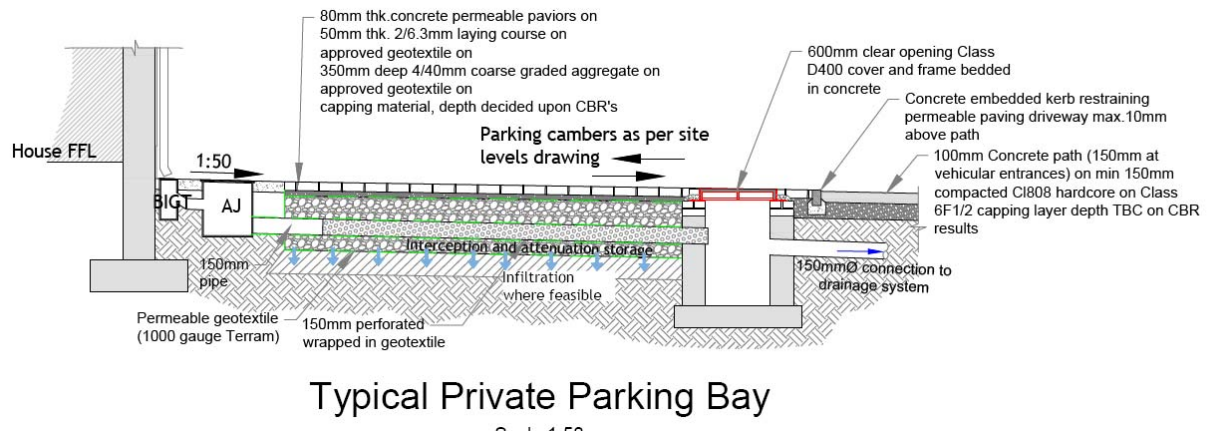 80mm thk.concrete permeable paviors on
50mm thk. 2/6.3mm laying course on
approved geotextile on
350mm deep 4/40mm coarse graded aggregate on
approved geotextile on
capping material, depth decided upon CBR's
600mm clear opening Class
D400 cover and frame bedded
in concrete
Concrete embedded kerb restraining
permeable paving driveway max.10mm
above path
Parking cambers as per site
levels drawing
House FFL
1:50
100mm Concrete path (150mm at
vehicular entrances) on min 150mm
compacted Cl808 hardcore on Class
6F1/2 capping layer depth TBC on CBR
results
BIGT
AJ
Interception and attenuation storage
150mm
pipe
Infiltration
where feasible
150mmØ connection to
drainage system
Permeable geotextile
(1000 gauge Terram)
150mm perforated
wrapped in geotextile
Typical Private Parking Bay